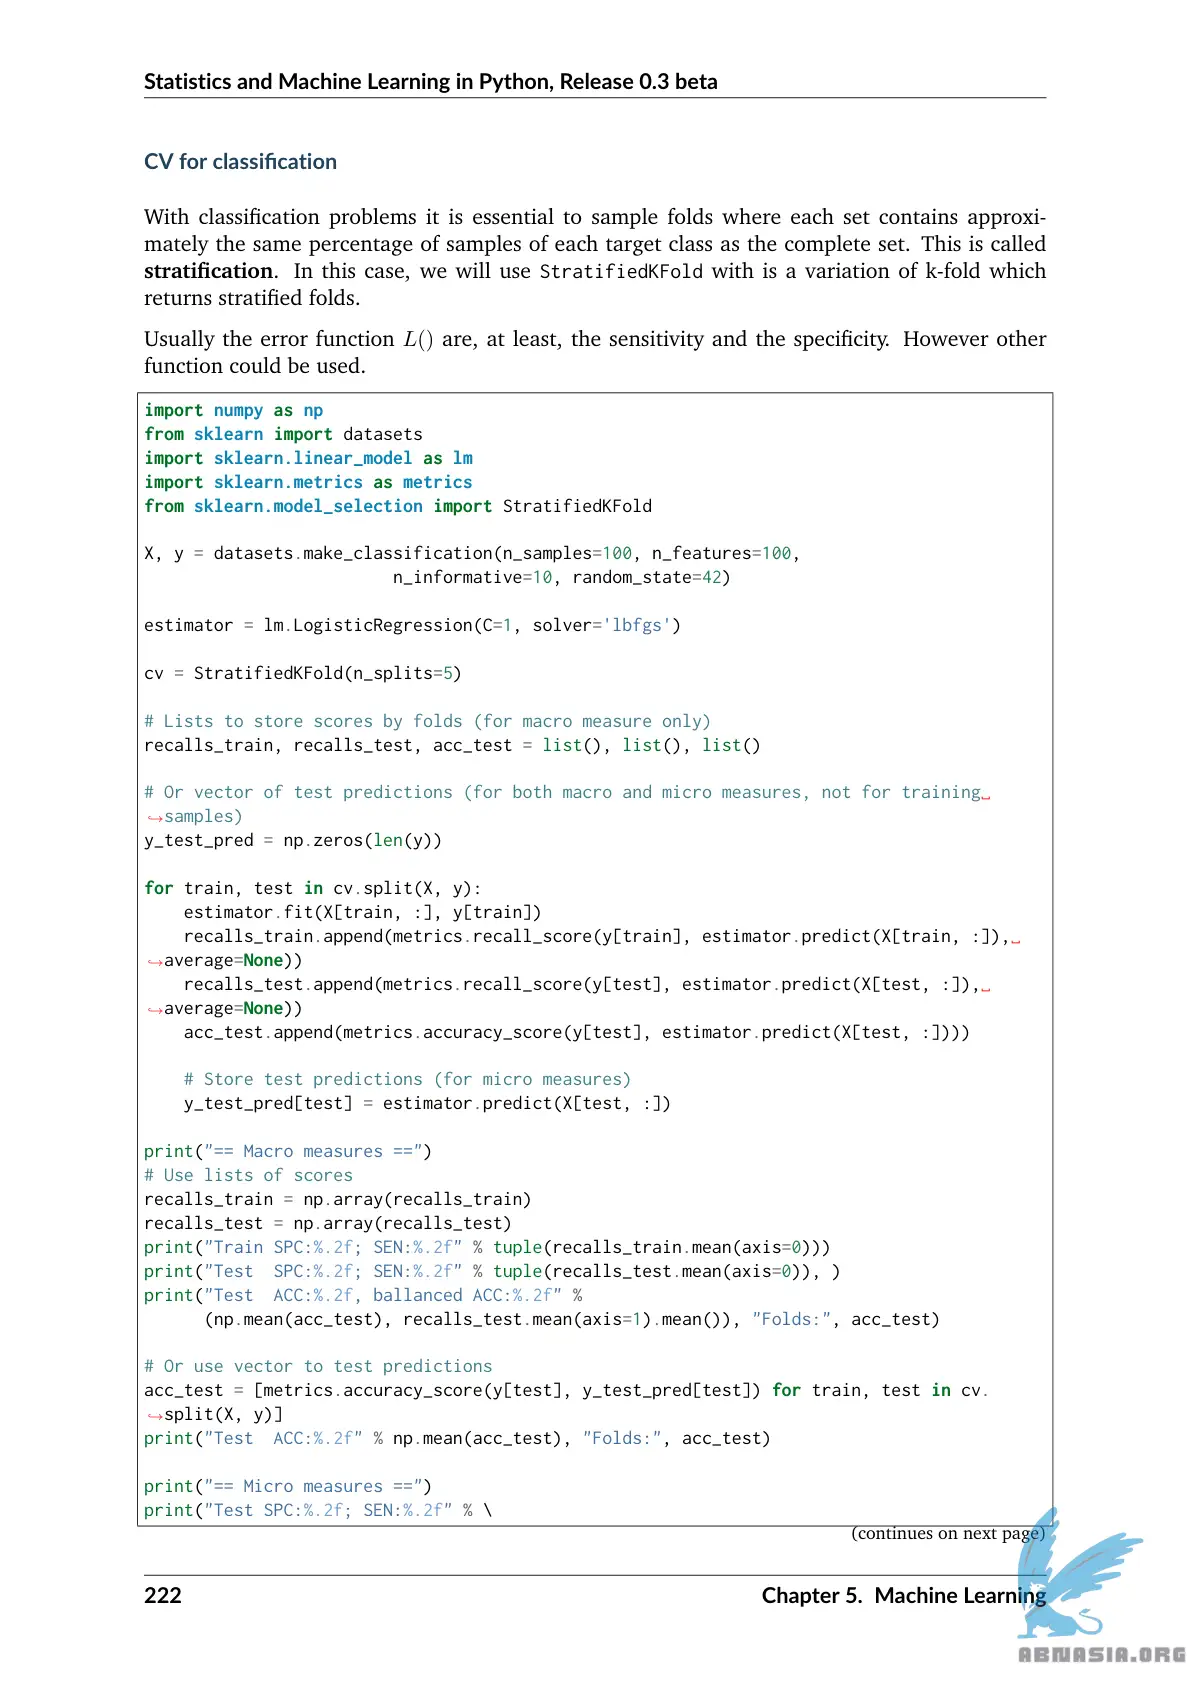 Statistics and Machine Learning in Python, Release 0.3 beta
CV for classification
With classification problems it is essential to sample folds where each set contains approxi-
mately the same percentage of samples of each target class as the complete set. This is called
stratification. In this case, we will use StratifiedKFold with is a variation of k-fold which
returns stratified folds.
Usually the error function L() are, at least, the sensitivity and the specificity. However other
function could be used.
import numpy as np
from sklearn import datasets
import sklearn.linear_model as lm
import sklearn.metrics as metrics
from sklearn.model_selection import StratifiedKFold
X, y = datasets.make_classification(n_samples=100, n_features=100,
                         n_informative=10, random_state=42)
estimator = lm.LogisticRegression(C=1, solver='lbfgs')
cv = StratifiedKFold(n_splits=5)
# Lists to store scores by folds (for macro measure only)
recalls_train, recalls_test, acc_test = list(), list(), list()
# Or vector of test predictions (for both macro and micro measures, not for training␣
↪samples)
y_test_pred = np.zeros(len(y))
for train, test in cv.split(X, y):
    estimator.fit(X[train, :], y[train])
    recalls_train.append(metrics.recall_score(y[train], estimator.predict(X[train, :]),␣
↪average=None))
    recalls_test.append(metrics.recall_score(y[test], estimator.predict(X[test, :]),␣
↪average=None))
    acc_test.append(metrics.accuracy_score(y[test], estimator.predict(X[test, :])))
    # Store test predictions (for micro measures)
    y_test_pred[test] = estimator.predict(X[test, :])
print("== Macro measures ==")
# Use lists of scores
recalls_train = np.array(recalls_train)
recalls_test = np.array(recalls_test)
print("Train SPC:%.2f; SEN:%.2f" % tuple(recalls_train.mean(axis=0)))
print("Test  SPC:%.2f; SEN:%.2f" % tuple(recalls_test.mean(axis=0)), )
print("Test  ACC:%.2f, ballanced ACC:%.2f" %
      (np.mean(acc_test), recalls_test.mean(axis=1).mean()), "Folds:", acc_test)
# Or use vector to test predictions
acc_test = [metrics.accuracy_score(y[test], y_test_pred[test]) for train, test in cv.
↪split(X, y)]
print("Test  ACC:%.2f" % np.mean(acc_test), "Folds:", acc_test)
print("== Micro measures ==")
print("Test SPC:%.2f; SEN:%.2f" % \
(continues on next page)
222
Chapter 5. Machine Learning
ABNASIA.ORG